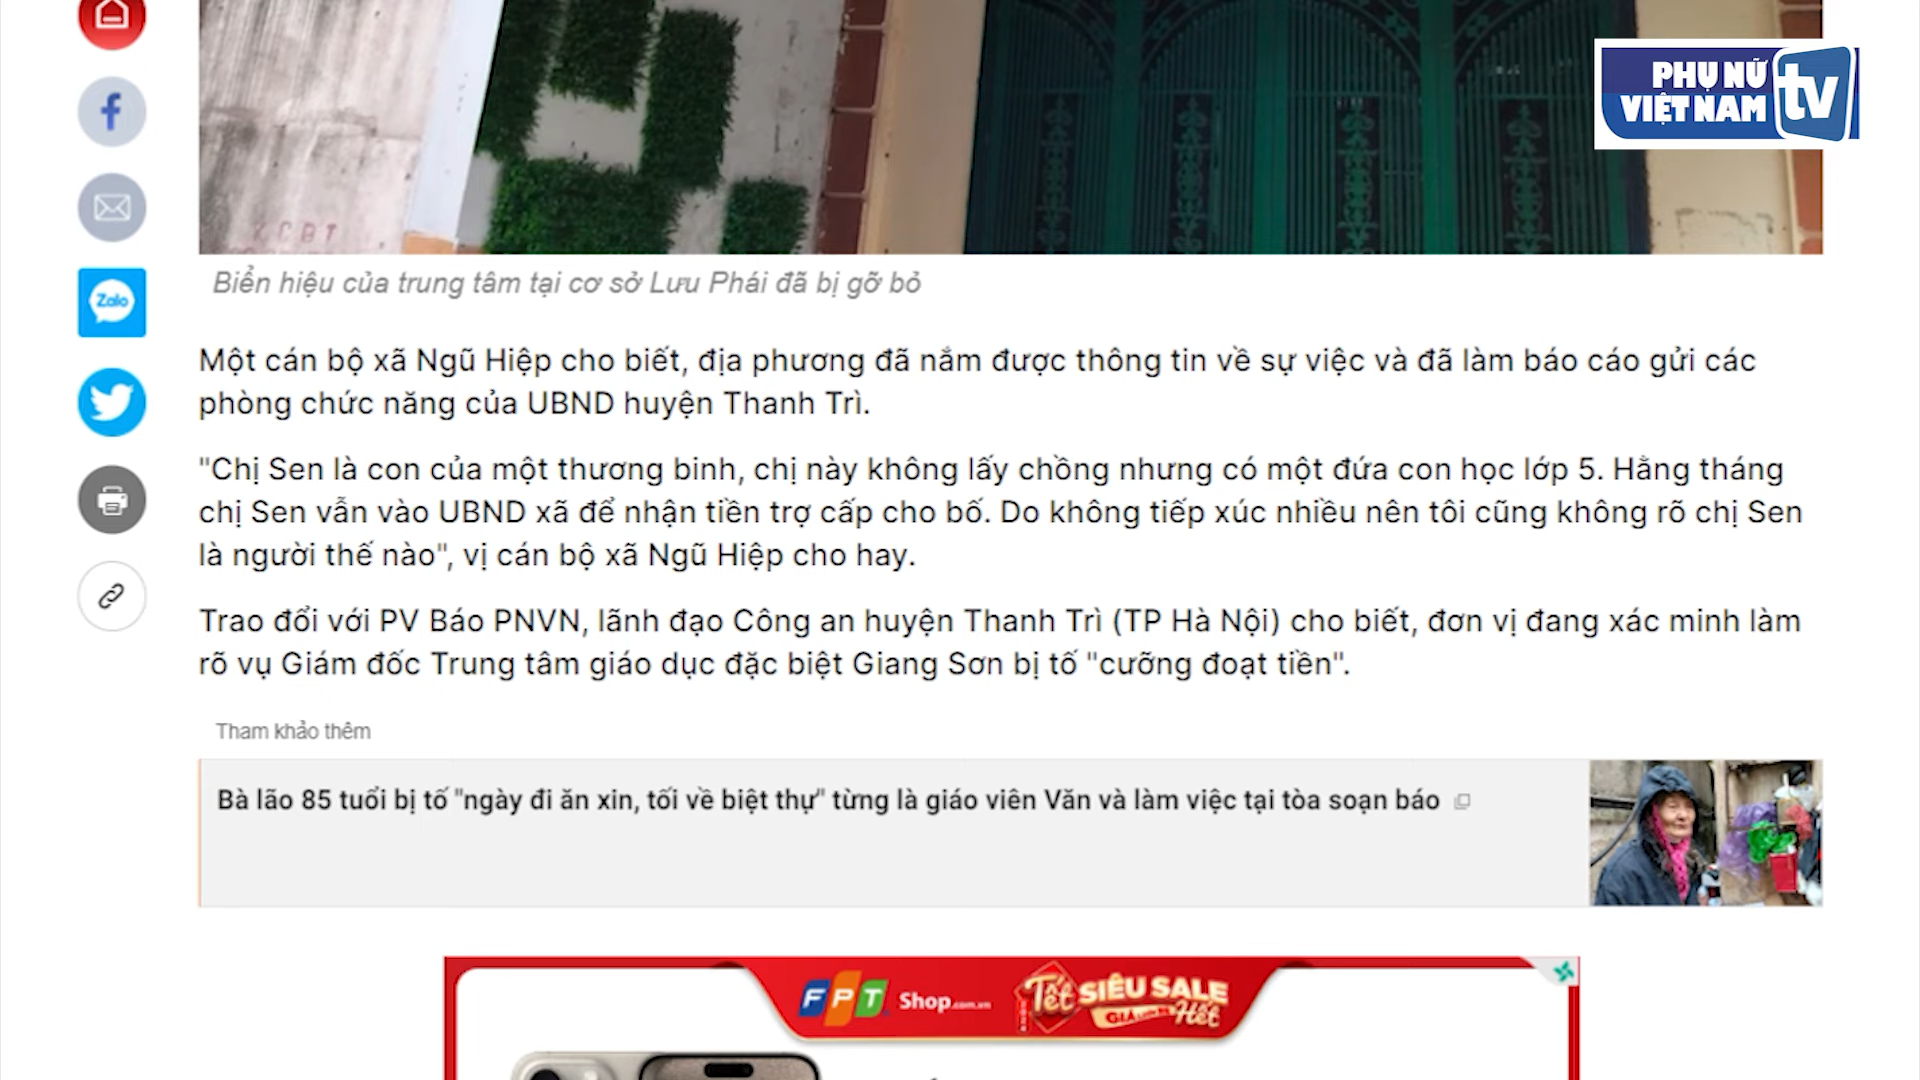 PHỤ NỮ
VIỆT NAM
tv
KCBT
Biển hiệu của trung tâm tại cơ sở Lưu Phái đã bị gỡ bỏ
Zalo
Một cán bộ xã Ngũ Hiệp cho biết, địa phương đã nắm được thông tin về sự việc và đã làm báo cáo gửi các
phòng chức năng của UBND huyện Thanh Trì.
"Chị Sen là con của một thương binh, chị này không lấy chồng nhưng có một đứa con học lớp 5. Hằng tháng
chị Sen vẫn vào UBND xã để nhận tiền trợ cấp cho bố. Do không tiếp xúc nhiều nên tôi cũng không rõ chị Sen
là người thế nào", vị cán bộ xã Ngũ Hiệp cho hay.
Trao đổi với PV Báo PNVN, lãnh đạo Công an huyện Thanh Trì (TP Hà Nội) cho biết, đơn vị đang xác minh làm
rõ vụ Giám đốc Trung tâm giáo dục đặc biệt Giang Sơn bị tố "cưỡng đoạt tiền".
Tham khảo thêm
Bà lão 85 tuổi bị tố "ngày đi ăn xin, tối về biệt thự" từng là giáo viên Văn và làm việc tại tòa soạn báo
FPT Shop.com.vn
Tết SIÊU SALE
GIÁ Hết